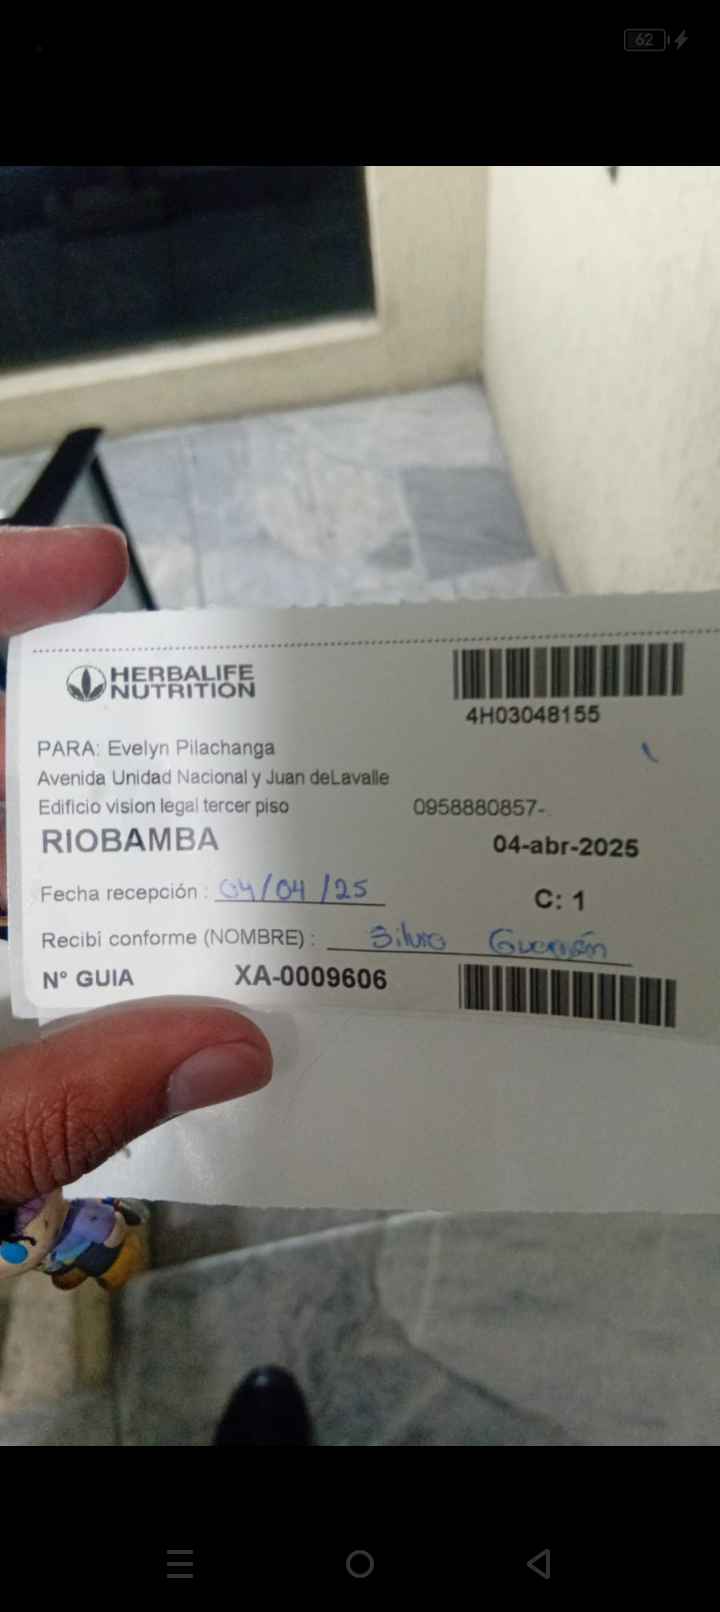 62
HERBALIFE
NUTRITION
4H03048155
PARA: Evelyn Pilachanga
Avenida Unidad Nacional y Juan deLavalle
Edificio vision legal tercer piso 0958880857-
RIOBAMBA 04-abr-2025
Fecha recepción : 04/04/25 C: 1
Recibi conforme (NOMBRE) : Silvia
N° GUIA XA-0009606